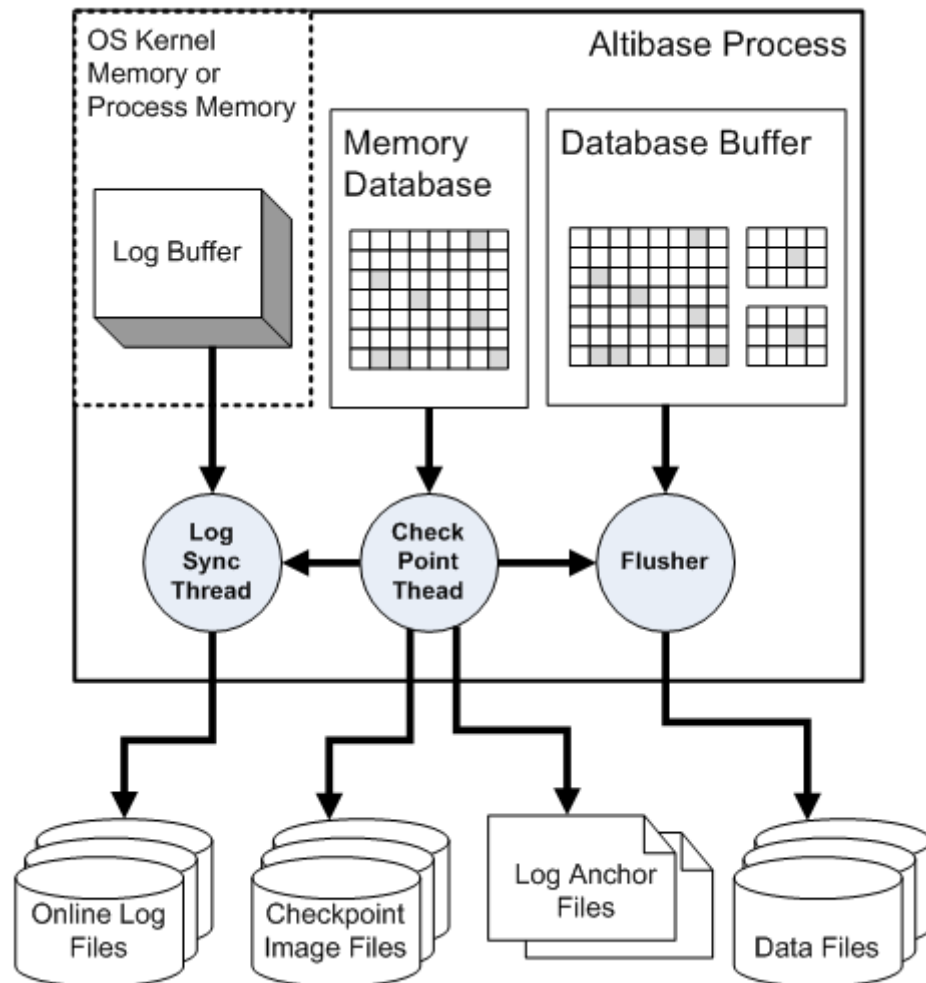 OS Kernel
Memory or
Process Memory
Altibase Process
Memory
Database
Database Buffer
Log Buffer
Log
Sync
Thread
Check
Point
Thead
Flusher
Online Log
Files
Checkpoint
Image Files
Log Anchor
Files
Data Files